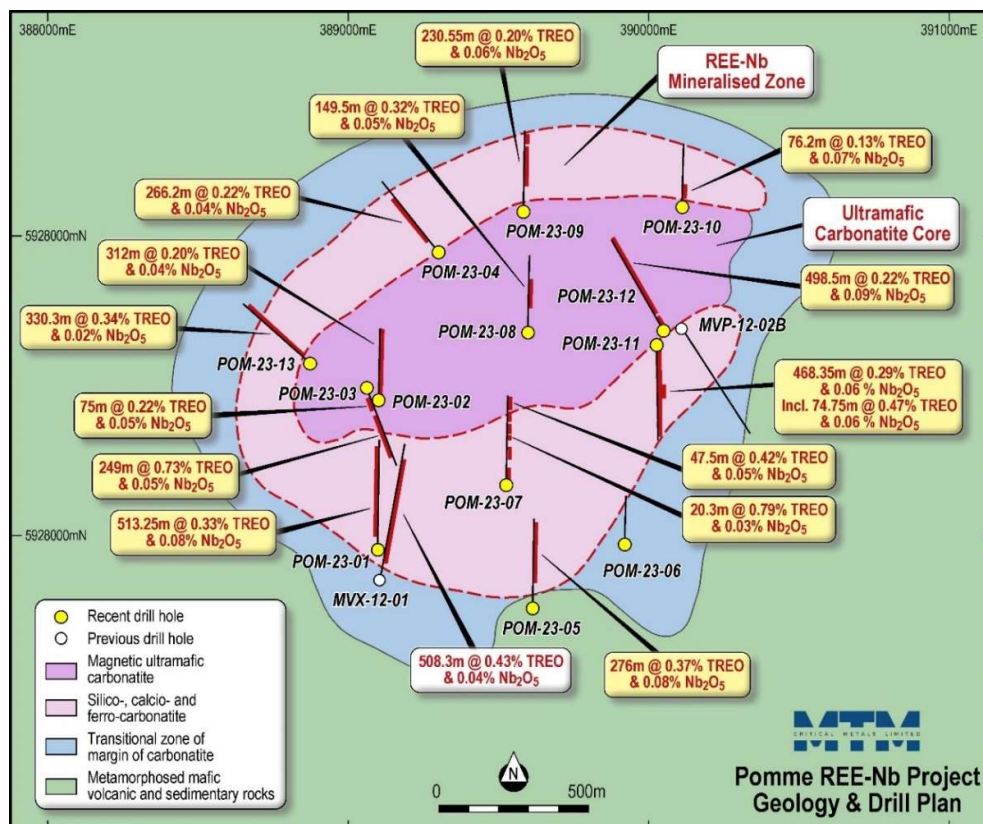 388000mE
389000mE
390000mE
391000mE
230.55m @ 0.20% TREO
& 0.06% Nb₂O₅
REE-Nb
Mineralised Zone
149.5m @ 0.32% TREO
& 0.05% Nb₂O₅
76.2m @ 0.13% TREO
& 0.07% Nb₂O₅
266.2m @ 0.22% TREO
& 0.04% Nb₂O₅
POM-23-09
POM-23-10
Ultramafic
Carbonatite Core
5928000mN
POM-23-04
312m @ 0.20% TREO
& 0.04% Nb₂O₅
498.5m @ 0.22% TREO
& 0.09% Nb₂O₅
POM-23-12
330.3m @ 0.34% TREO
& 0.02% Nb₂O₅
POM-23-08
MVP-12-02B
POM-23-11
POM-23-13
POM-23-03
POM-23-02
468.35m @ 0.29% TREO
& 0.06 % Nb₂O₅
Incl. 74.75m @ 0.47% TREO
& 0.06 % Nb₂O₅
75m @ 0.22% TREO
& 0.05% Nb₂O₅
249m @ 0.73% TREO
& 0.05% Nb₂O₅
47.5m @ 0.42% TREO
& 0.05% Nb₂O₅
POM-23-07
513.25m @ 0.33% TREO
& 0.08% Nb₂O₅
20.3m @ 0.79% TREO
& 0.03% Nb₂O₅
5928000mN
POM-23-01
POM-23-06
MVX-12-01
POM-23-05
508.3m @ 0.43% TREO
& 0.04% Nb₂O₅
276m @ 0.37% TREO
& 0.08% Nb₂O₅
Recent drill hole
Previous drill hole
Magnetic ultramafic
carbonatite
Silico-, calcio- and
ferro-carbonatite
Transitional zone of
margin of carbonatite
Metamorphosed mafic
volcanic and sedimentary rocks
N
0
500m
MTM
CRITICAL METALS LIMITED
Pomme REE-Nb Project
Geology & Drill Plan